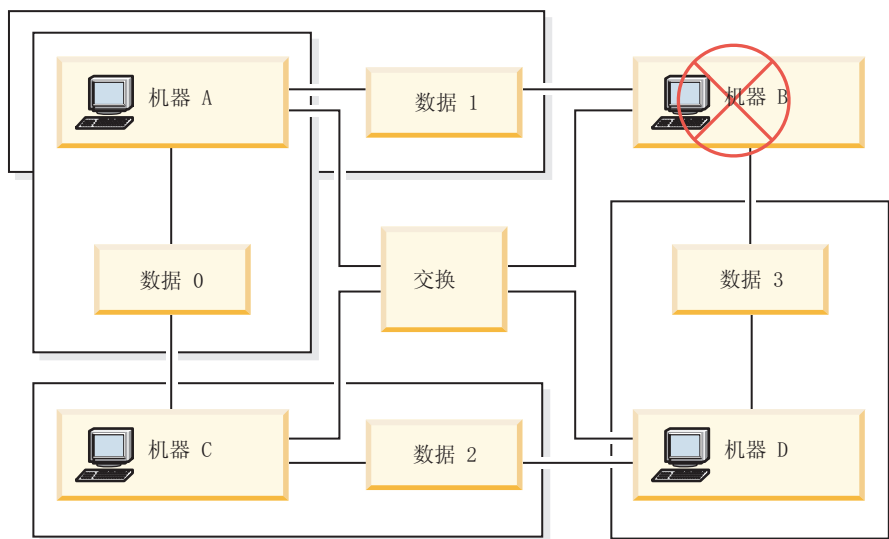 机器 A
数据 1
机器 B
数据 0
交换
数据 3
机器 C
数据 2
机器 D